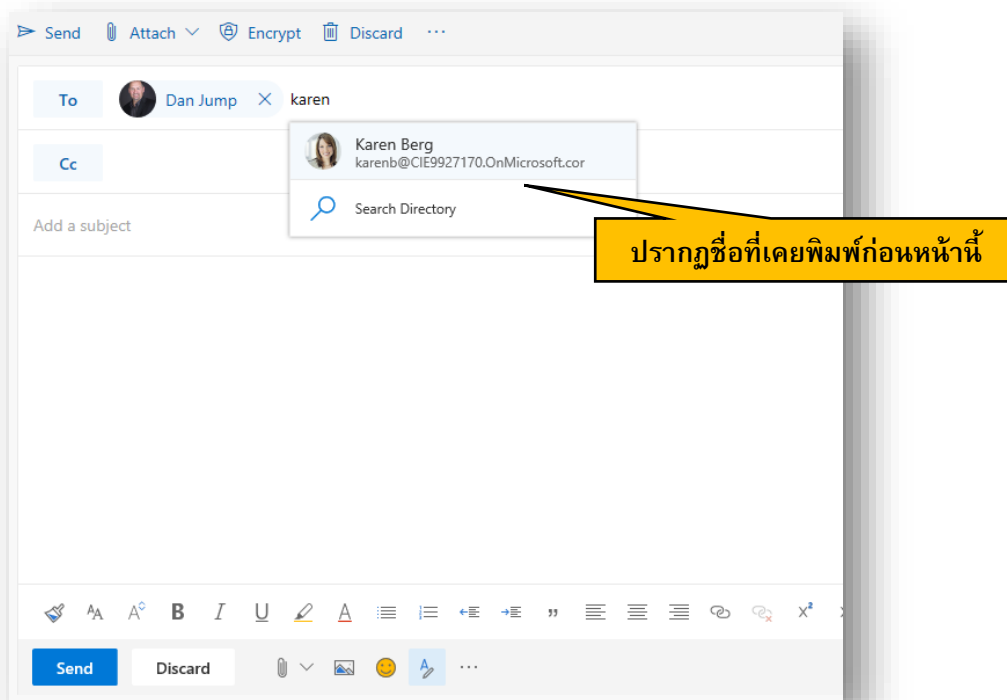 Send Attach Encrypt Discard ...
To Dan Jump karen
Karen Berg
karenb@CIE9927170.OnMicrosoft.cor
Cc
Search Directory
Add a subject
ปรากฏชื่อที่เคยพิมพ์ก่อนหน้านี้
Send Discard ...